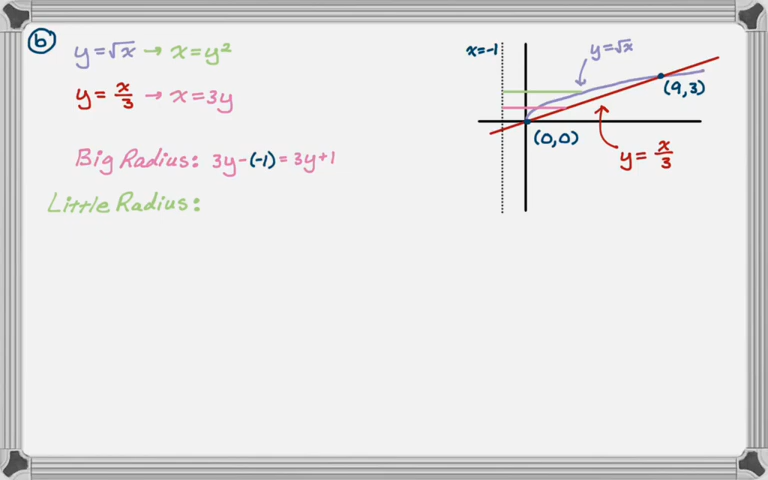 b
y=√x → x=y²
y=x/3 → x=3y
Big Radius: 3y-(-1)=3y+1
Little Radius:
x=-1
y=√x
(9,3)
(0,0)
y=x/3